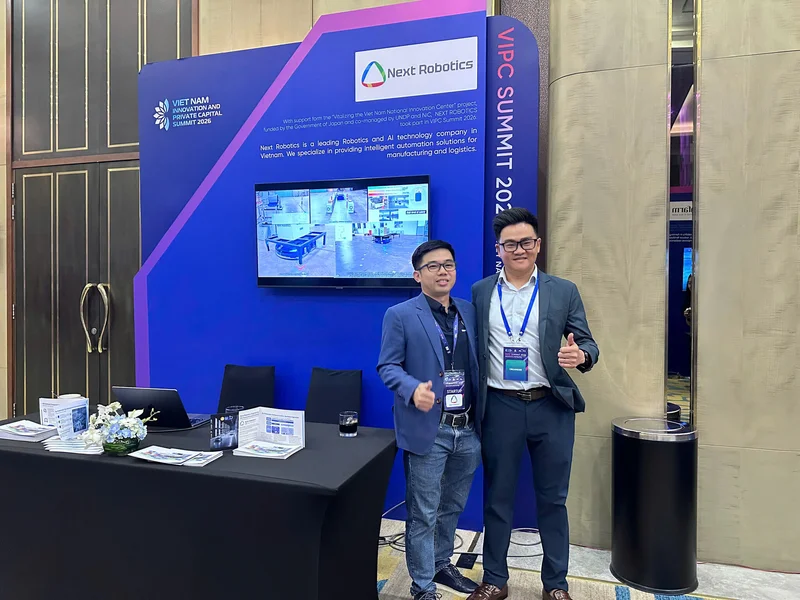 VIET NAM
INNOVATION AND
PRIVATE CAPITAL
SUMMIT 2026
Next Robotics
With support form the "Vitalizing the Viet Nam National Innovation Center" project,
funded by the Government of Japan and co-managed by UNDP and NIC, NEXT ROBOTICS
took part in VIPC Summit 2026.
Next Robotics is a leading Robotics and AI technology company in
Vietnam. We specialize in providing intelligent automation solutions for
manufacturing and logistics.
VIPC SUMMIT 202
STARTUP